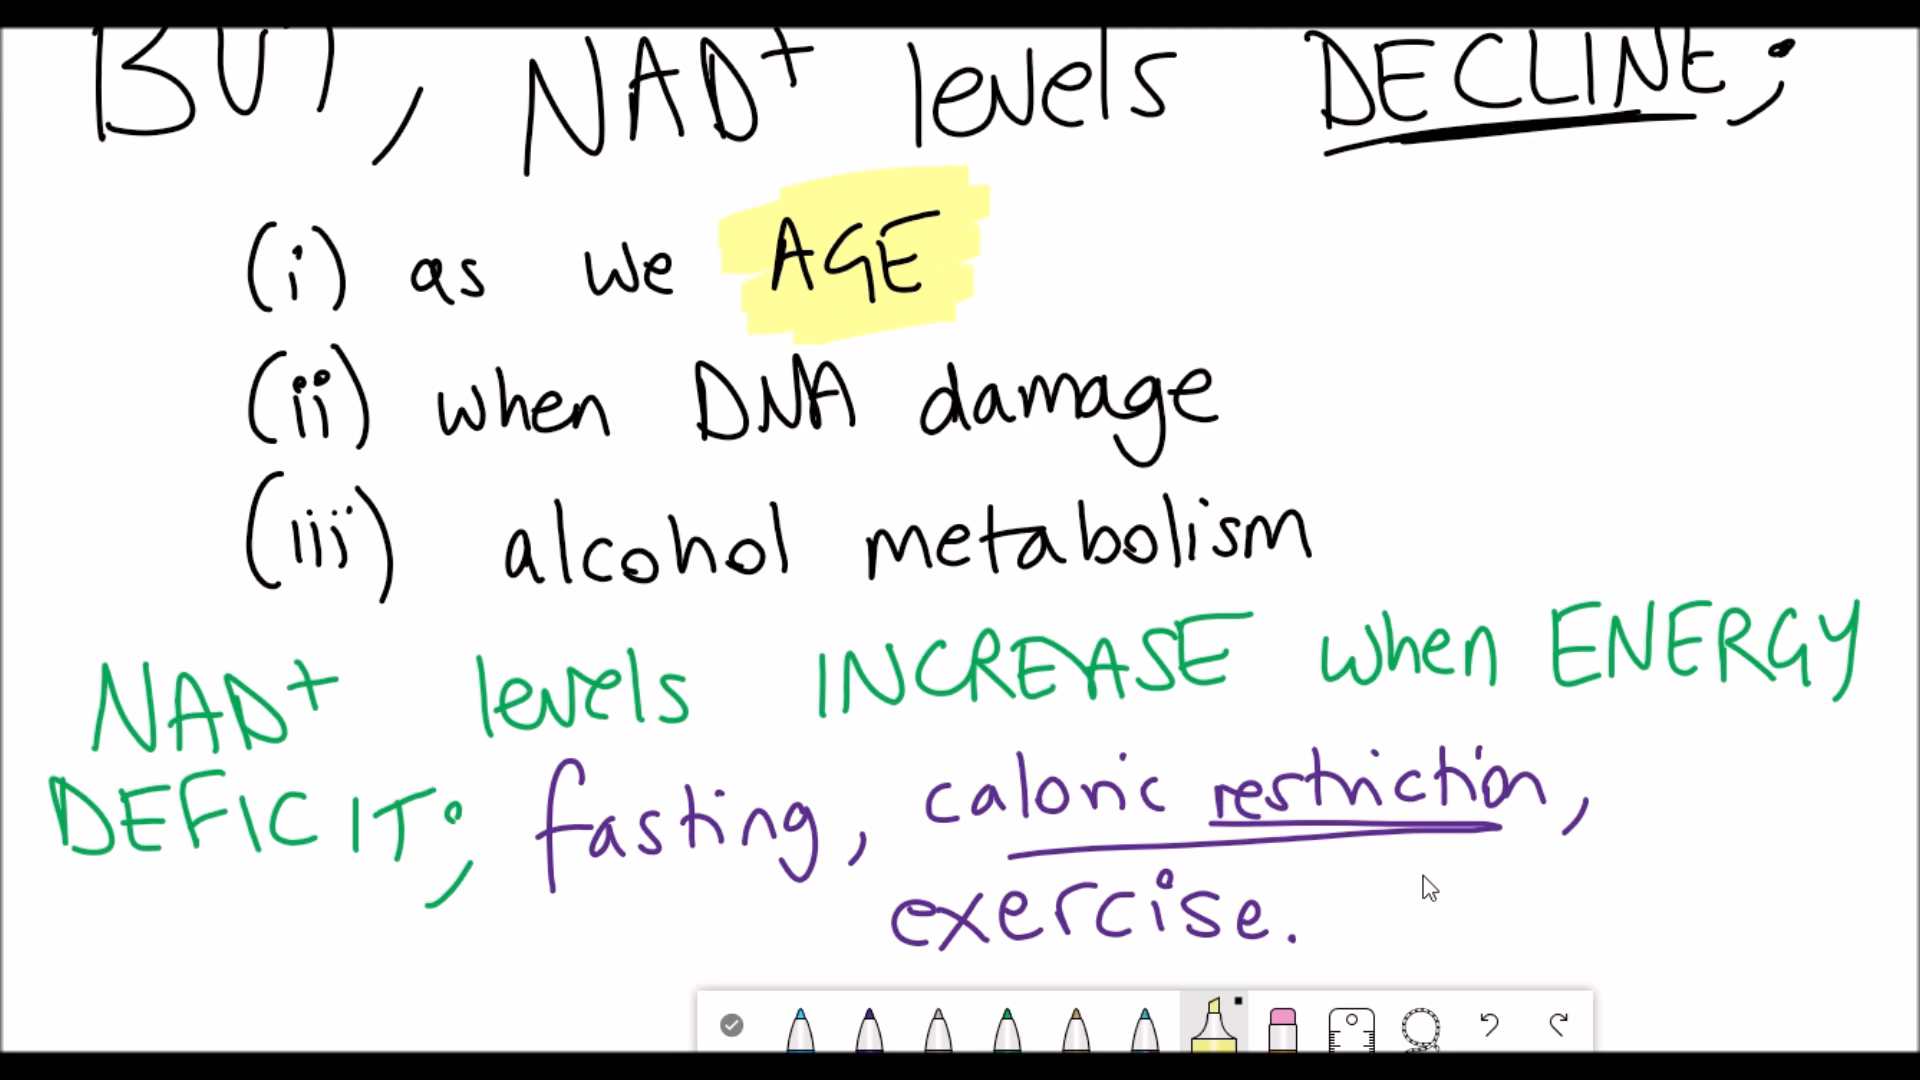 BUT, NAD+ levels DECLINE;
(i) as we AGE
(ii) when DNA damage
(iii) alcohol metabolism
NAD+ levels INCREASE when ENERGY
DEFICIT; fasting, caloric restriction,
exercise.